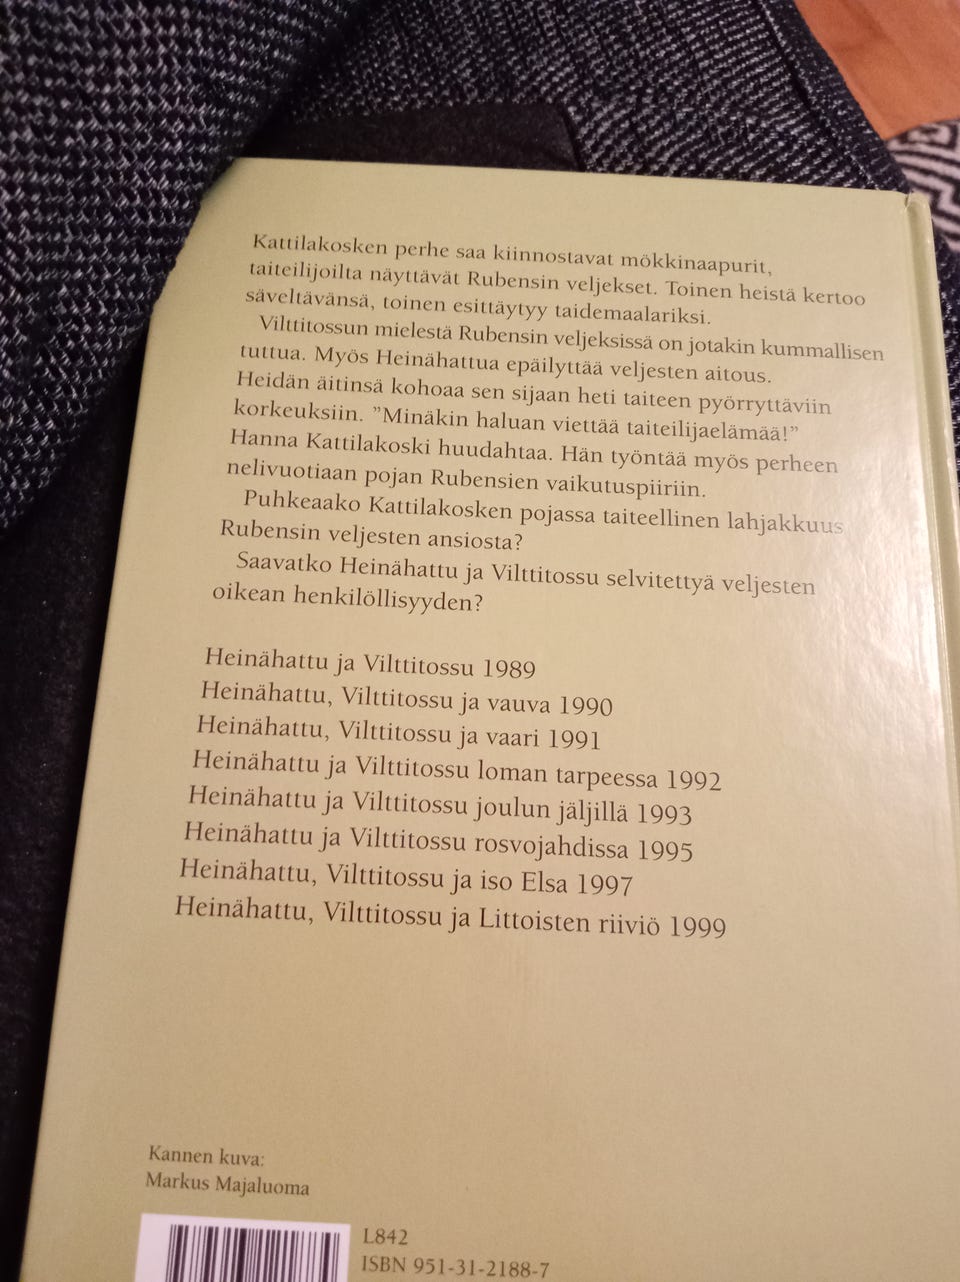 Kattilakosken perhe saa kiinnostavat mökkinaapurit,
taiteilijoilta näyttävät Rubensin veljekset. Toinen heistä kertoo
säveltävänsä, toinen esittäytyy taidemaalariksi.
Vilttitossun mielestä Rubensin veljeksissä on jotakin kummallisen
tuttua. Myös Heinähattua epäilyttää veljesten aitous.
Heidän äitinsä kohoaa sen sijaan heti taiteen pyörryttäviin
korkeuksiin. ”Minäkin haluan viettää taiteilijaelämää!”
Hanna Kattilakoski huudahtaa. Hän työntää myös perheen
nelivuotiaan pojan Rubensien vaikutuspiiriin.
Puhkeaako Kattilakosken pojassa taiteellinen lahjakkuus
Rubensin veljesten ansiosta?
Saavatko Heinähattu ja Vilttitossu selvitettyä veljesten
oikean henkilöllisyyden?
Heinähattu ja Vilttitossu 1989
Heinähattu, Vilttitossu ja vauva 1990
Heinähattu, Vilttitossu ja vaari 1991
Heinähattu ja Vilttitossu loman tarpeessa 1992
Heinähattu ja Vilttitossu joulun jäljillä 1993
Heinähattu ja Vilttitossu rosvojahdissa 1995
Heinähattu, Vilttitossu ja iso Elsa 1997
Heinähattu, Vilttitossu ja Littoisten riiviö 1999
Kannen kuva:
Markus Majaluoma
L842
ISBN 951-31-2188-7